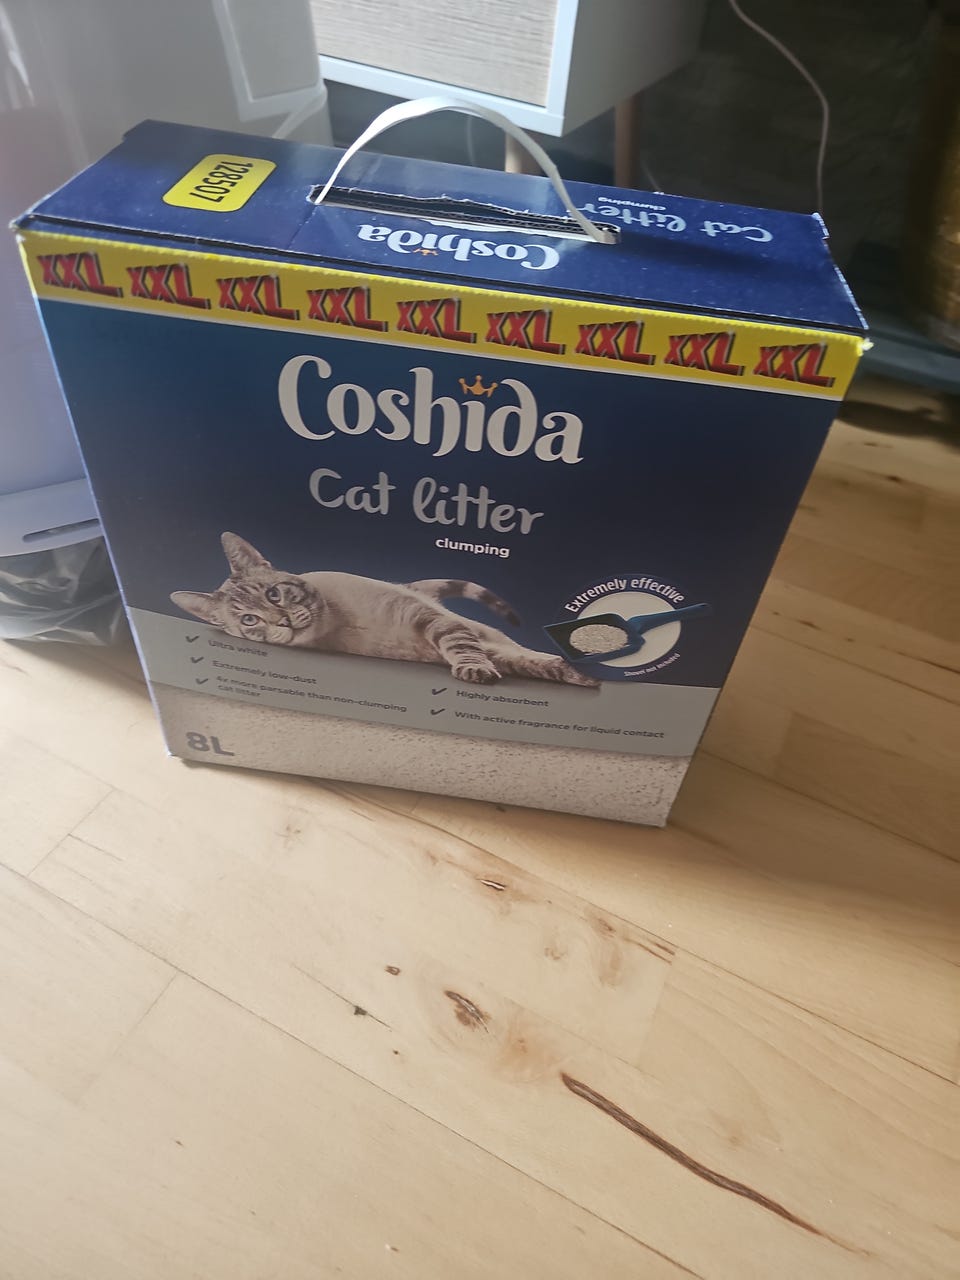 128507
Cat litter
clumping
Coshida
XXL XXL XXL XXL XXL XXL XXL XXL XXL
Coshida
Cat litter
clumping
Extremely effective
Shovel not included
Ultra white
Extremely low-dust
4x more parsable than non-clumping
cat litter
Highly absorbent
With active fragrance for liquid contact
8L